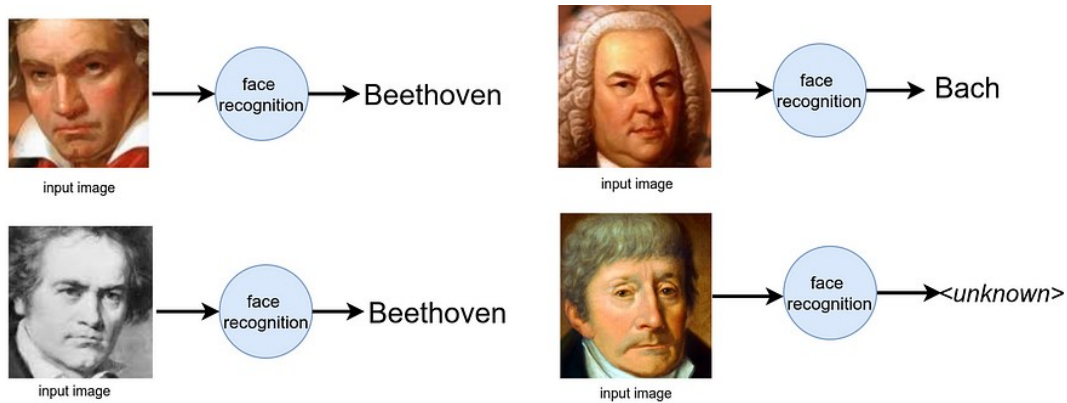 face
recognition
Beethoven
input image
face
recognition
Bach
input image
face
recognition
Beethoven
input image
face
recognition
<unknown>
input image